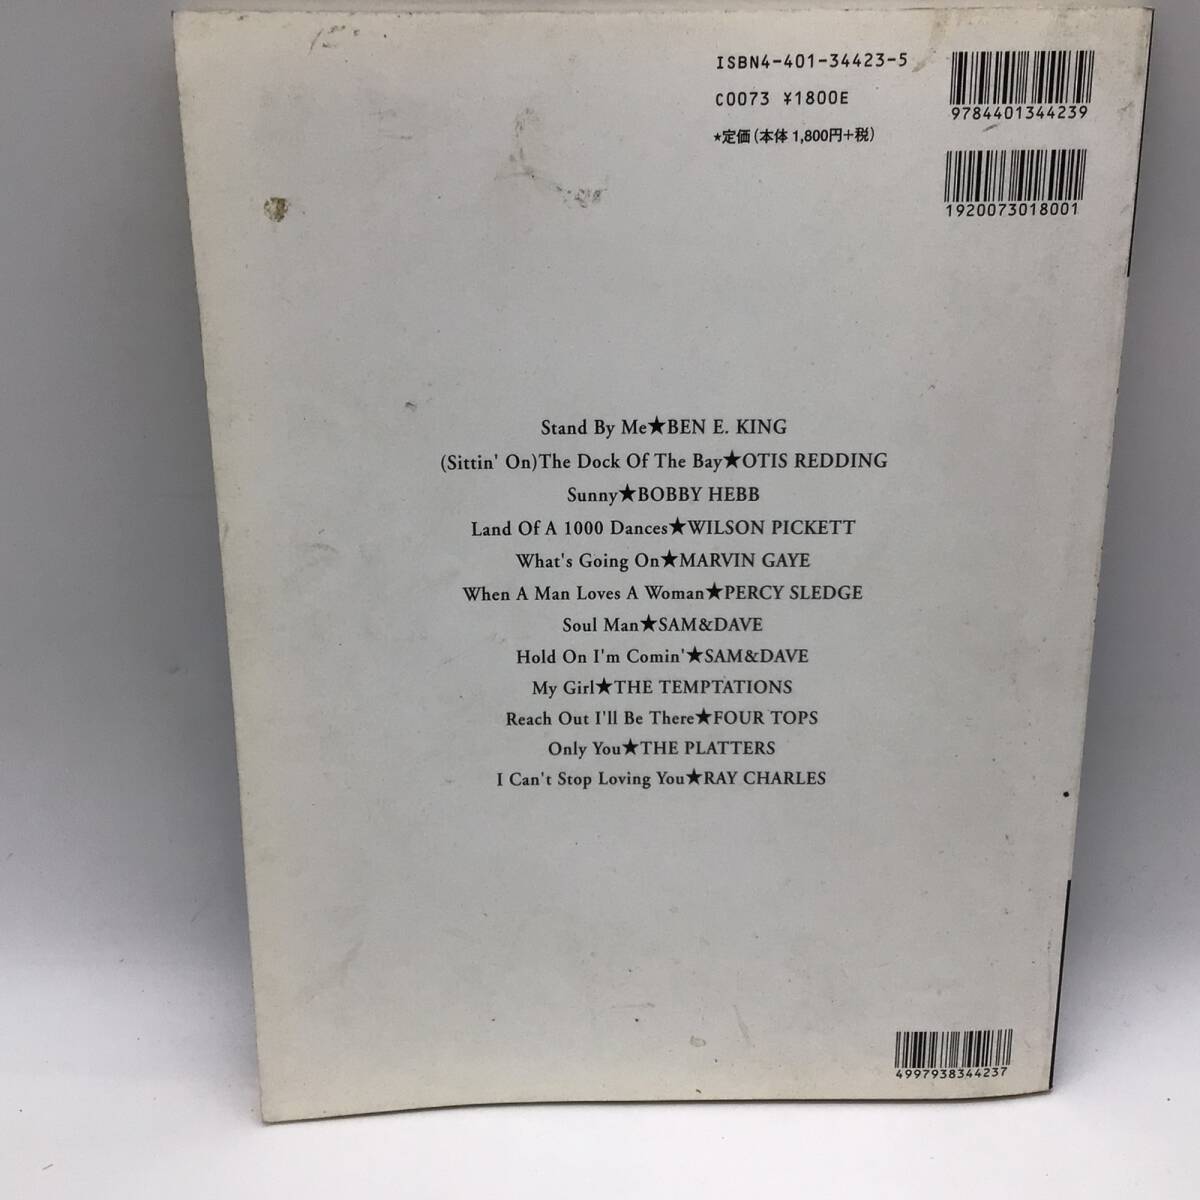 ISBN4-401-34423-5
C0073 ¥1800E
★定価(本体1,800円+税)
9784401344239
1920073018001
Stand By Me★BEN E. KING
(Sittin' On)The Dock Of The Bay★OTIS REDDING
Sunny★BOBBY HEBB
Land Of A 1000 Dances★WILSON PICKETT
What's Going On★MARVIN GAYE
When A Man Loves A Woman★PERCY SLEDGE
Soul Man★SAM&DAVE
Hold On I'm Comin'★SAM&DAVE
My Girl★THE TEMPTATIONS
Reach Out I'll Be There★FOUR TOPS
Only You★THE PLATTERS
I Can't Stop Loving You★RAY CHARLES
4997938344237